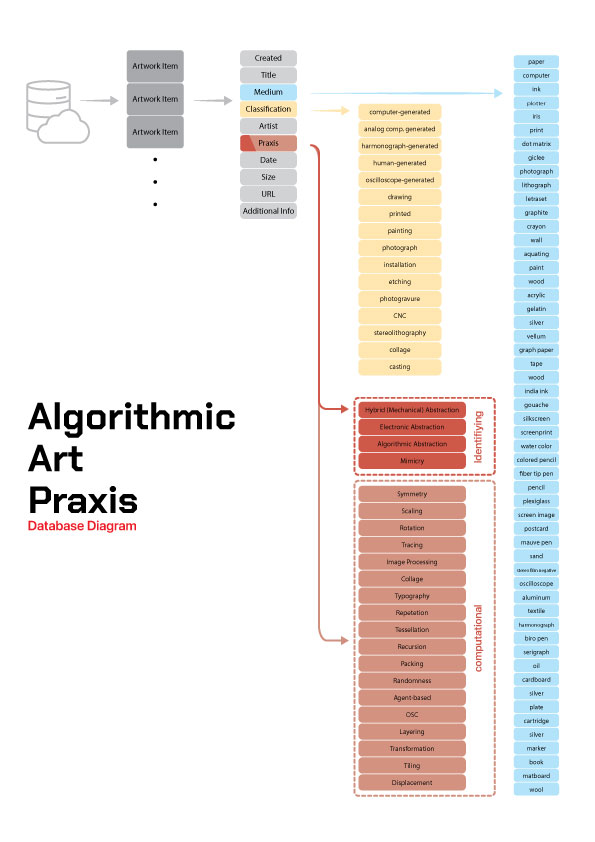 Artwork Item
Artwork Item
Artwork Item
Created
Title
Medium
Classification
Artist
Praxis
Date
Size
URL
Additional Info
computer-generated
analog comp. generated
harmonograph-generated
human-generated
oscilloscope-generated
drawing
printed
painting
photograph
installation
etching
photogravure
CNC
stereolithography
collage
casting
Algorithmic
Art
Praxis
Database Diagram
Hybrid (Mechanical) Abstraction
Electronic Abstraction
Algorithmic Abstraction
Mimicry
Identifiying
Symmetry
Scaling
Rotation
Tracing
Image Processing
Collage
Typography
Repetetion
Tessellation
Recursion
Packing
Randomness
Agent-based
OSC
Layering
Transformation
Tiling
Displacement
computational
paper
computer
ink
plotter
iris
print
dot matrix
giclee
photograph
lithograph
letraset
graphite
crayon
wall
aquating
paint
wood
acrylic
gelatin
silver
vellum
graph paper
tape
wood
india ink
gouache
silkscreen
screenprint
water color
colored pencil
fiber tip pen
pencil
plexiglass
screen image
postcard
mauve pen
sand
stereo film negative
oscilloscope
aluminum
textile
harmonograph
biro pen
serigraph
oil
cardboard
silver
plate
cartridge
silver
marker
book
matboard
wool